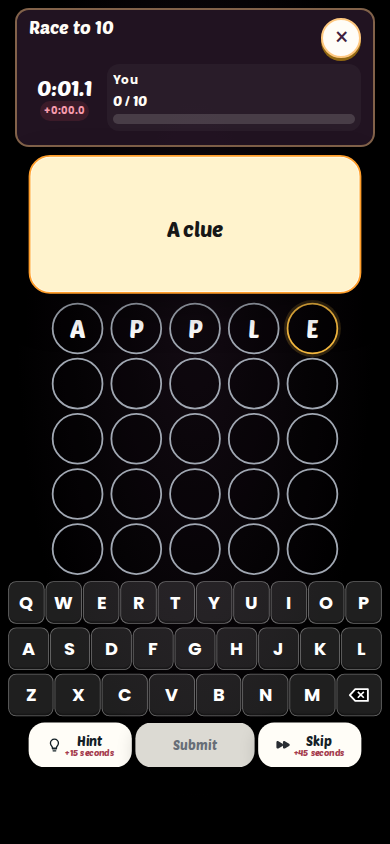 Race to 10
×
0:01.1
+0:00.0
You
0 / 10
A clue
A P P L E
Q W E R T Y U I O P
A S D F G H J K L
Z X C V B N M
Hint
+15 seconds
Submit
Skip
+45 seconds